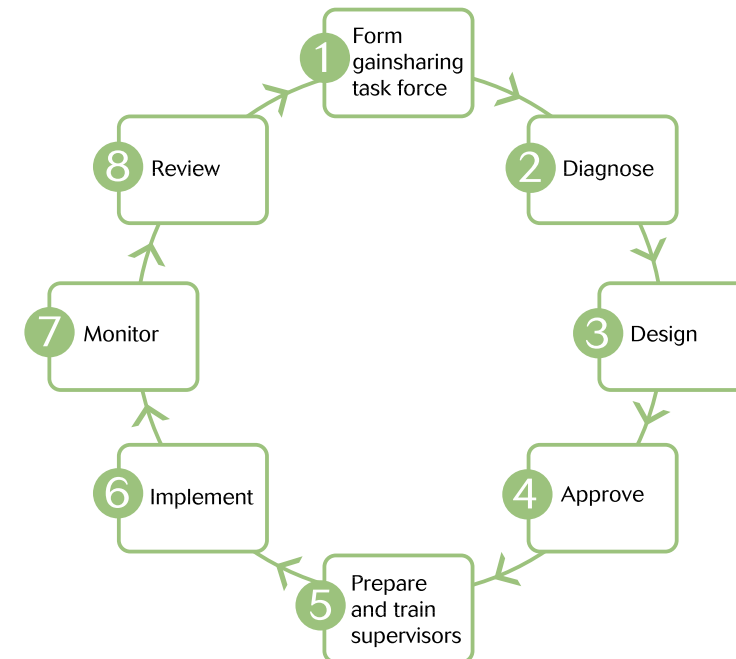 1
Form
gainsharing
task force
2
Diagnose
3
Design
4
Approve
5
Prepare
and train
supervisors
6
Implement
7
Monitor
8
Review